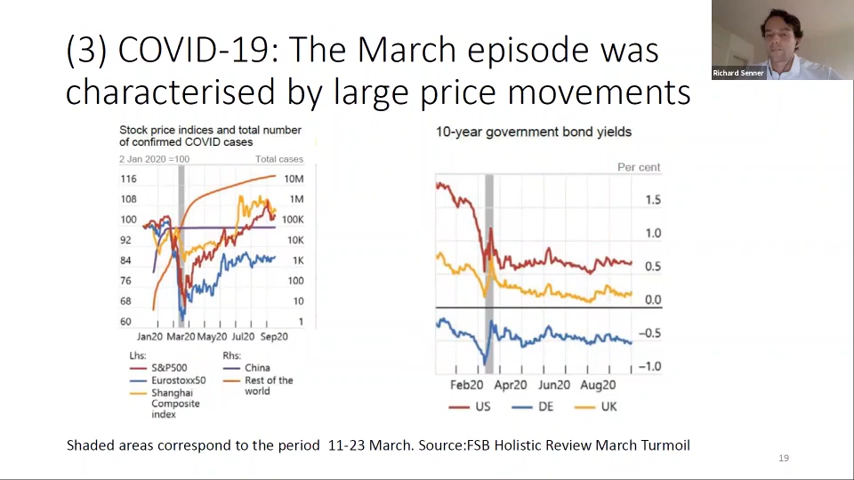 (3) COVID-19: The March episode was
characterised by large price movements
Richard Senner
Stock price indices and total number
of confirmed COVID cases
2 Jan 2020 =100 Total cases
116 10M
108 1M
100 100K
92 10K
84 1K
76 100
68 10
60 1
Jan20 Mar20 May20 Jul20 Sep20
Lhs: Rhs:
S&P500 China
Eurostoxx50 Rest of the
Shanghai world
Composite
index
10-year government bond yields
Per cent
1.5
1.0
0.5
0.0
−0.5
−1.0
Feb20 Apr20 Jun20 Aug20
US DE UK
Shaded areas correspond to the period 11-23 March. Source:FSB Holistic Review March Turmoil
19